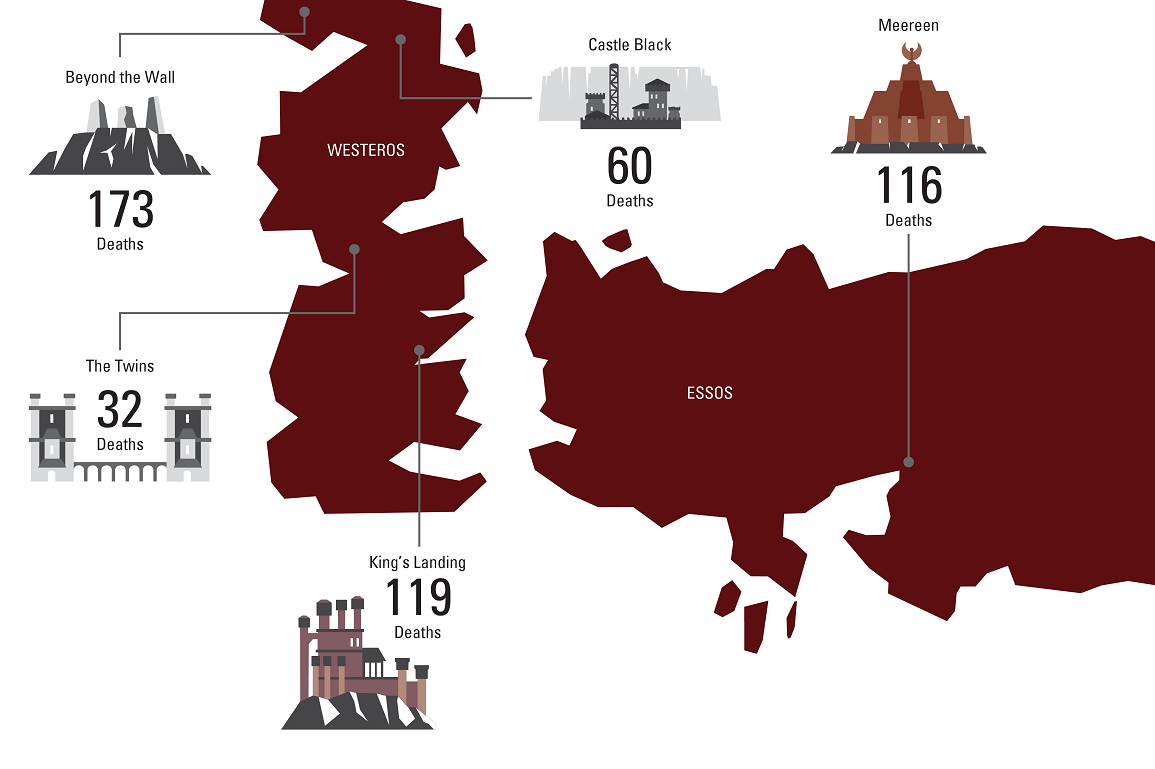 Meereen
116
Deaths
Castle Black
60
Deaths
Beyond the Wall
173
Deaths
WESTEROS
The Twins
32
Deaths
ESSOS
King’s Landing
119
Deaths